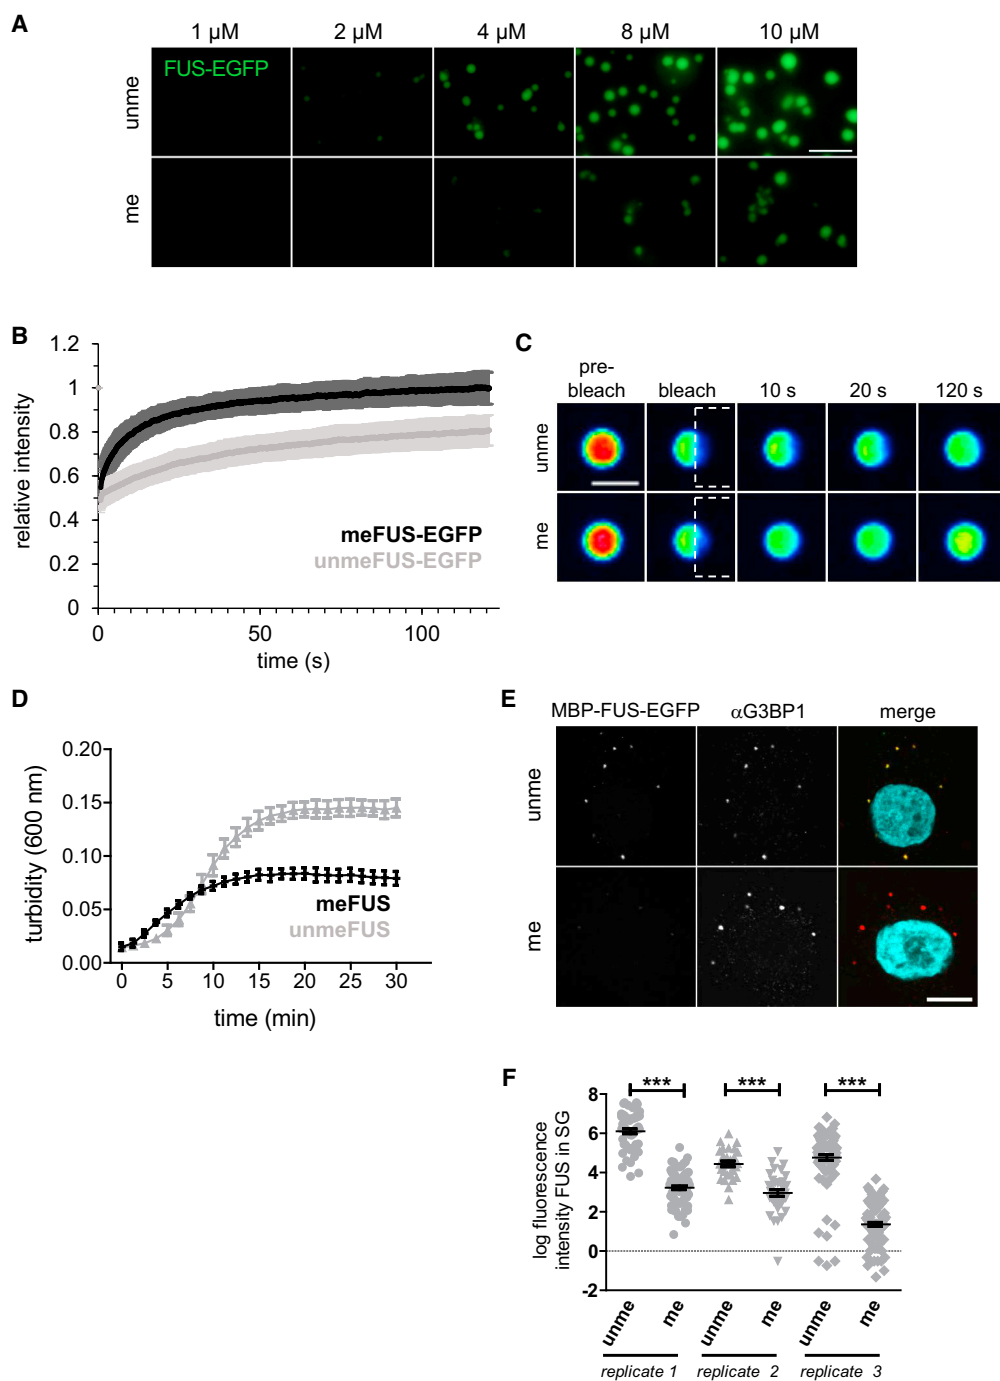 A
1 µM 2 µM 4 µM 8 µM 10 µM
FUS-EGFP
unme
me
B
relative intensity
1.2
1
0.8
0.6
0.4
0.2
0
0 50 100
time (s)
meFUS-EGFP
unmeFUS-EGFP
C
pre-
bleach bleach 10 s 20 s 120 s
unme
me
D
turbidity (600 nm)
0.20
0.15
0.10
0.05
0.00
0 5 10 15 20 25 30
time (min)
meFUS
unmeFUS
E
MBP-FUS-EGFP αG3BP1 merge
unme
me
F
log fluorescence
intensity FUS in SG
8
6
4
2
0
-2
*** *** ***
unme me unme me unme me
replicate 1 replicate 2 replicate 3